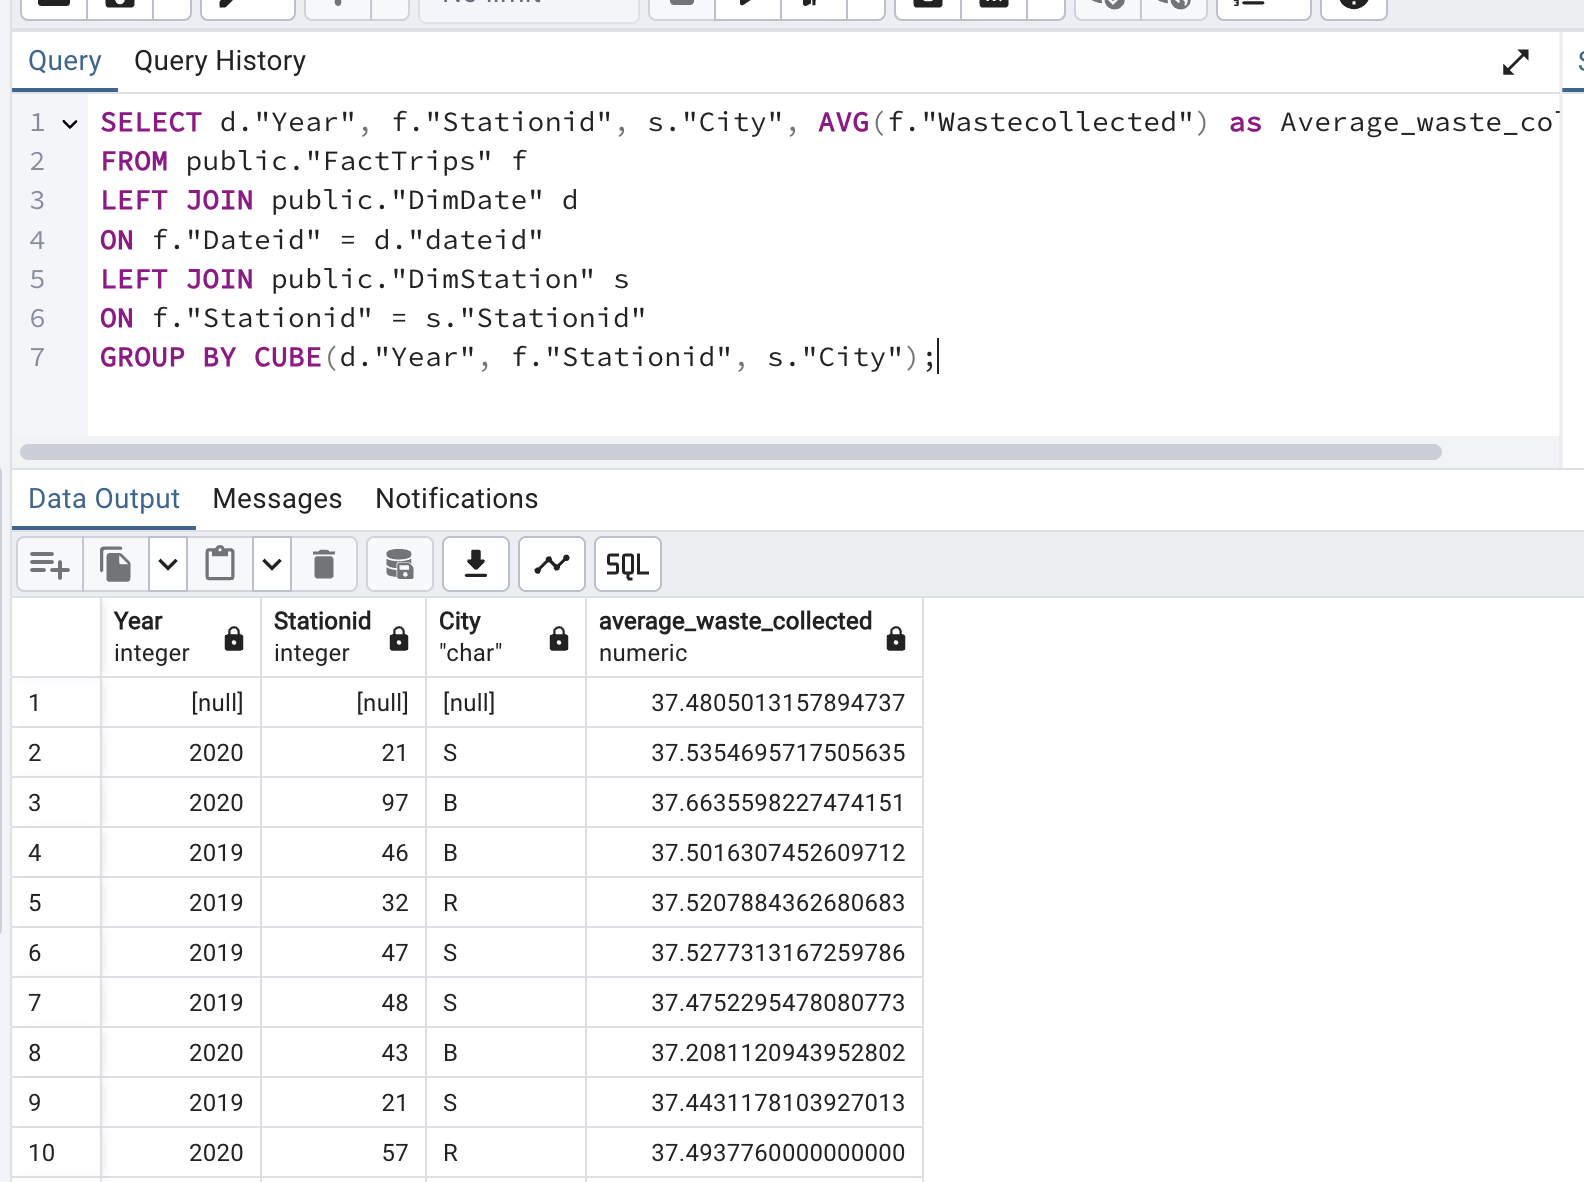 No limit
Query Query History
1 SELECT d."Year", f."Stationid", s."City", AVG(f."Wastecollected") as Average_waste_co
2 FROM public."FactTrips" f
3 LEFT JOIN public."DimDate" d
4 ON f."Dateid" = d."dateid"
5 LEFT JOIN public."DimStation" s
6 ON f."Stationid" = s."Stationid"
7 GROUP BY CUBE(d."Year", f."Stationid", s."City");
Data Output Messages Notifications
SQL
Year Stationid City average_waste_collected
integer integer "char" numeric
1 [null] [null] [null] 37.4805013157894737
2 2020 21 S 37.5354695717505635
3 2020 97 B 37.6635598227474151
4 2019 46 B 37.5016307452609712
5 2019 32 R 37.5207884362680683
6 2019 47 S 37.5277313167259786
7 2019 48 S 37.4752295478080773
8 2020 43 B 37.2081120943952802
9 2019 21 S 37.4431178103927013
10 2020 57 R 37.4937760000000000